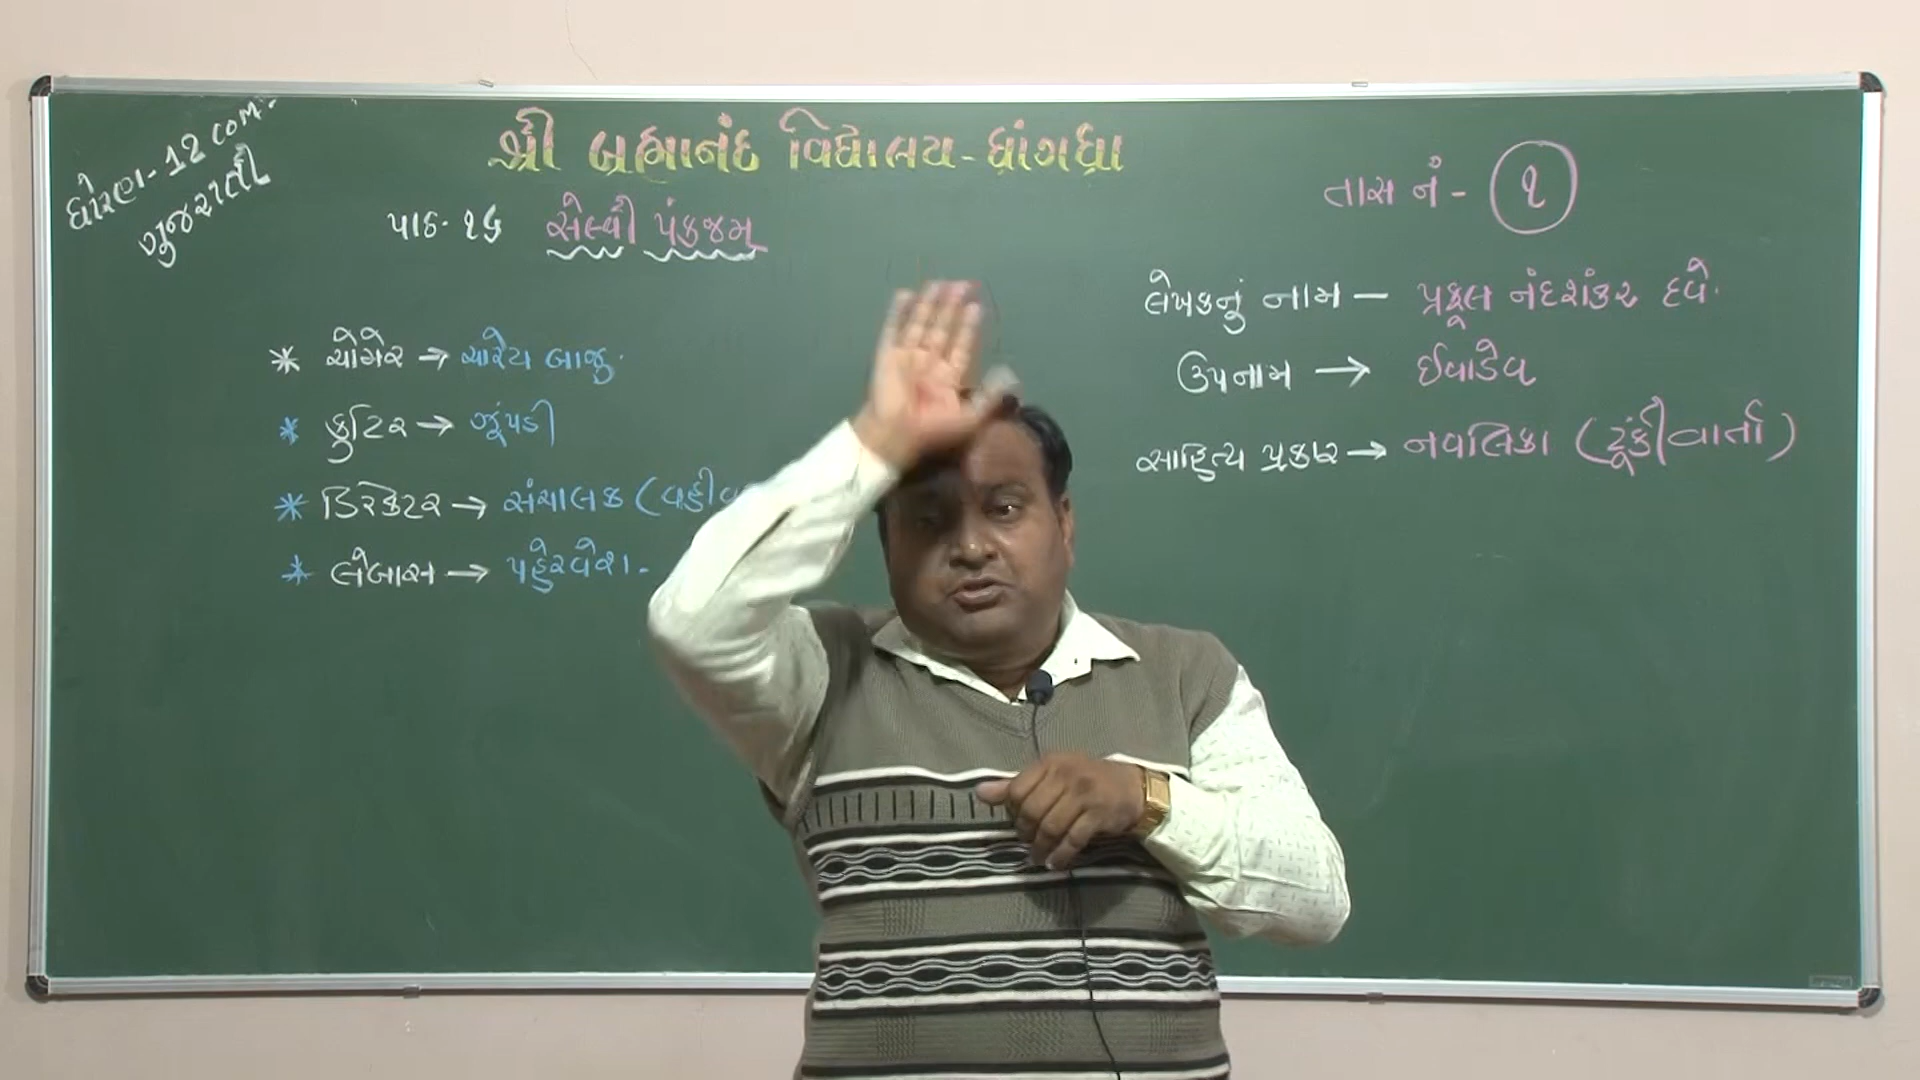 ધોરણ-12 com.
ગુજરાતી
શ્રી બ્રહ્માનંદ વિદ્યાલય-ધ્રાંગધ્રા
પાઠ-૧૬ સેલ્વી પંકજમ્
તાસ નં- ૧
લેખકનું નામ — પ્રફુલ નંદશંકર દવે.
ઉપનામ → ઈવાડેવ
સાહિત્ય પ્રકાર → નવલિકા (ટૂંકીવાર્તા)
* ચોમેર → ચારેય બાજુ.
* કુટિર → ઝૂંપડી
* ડિરેક્ટર → સંચાલક (
* લેબાસ → પહેરવેશ.